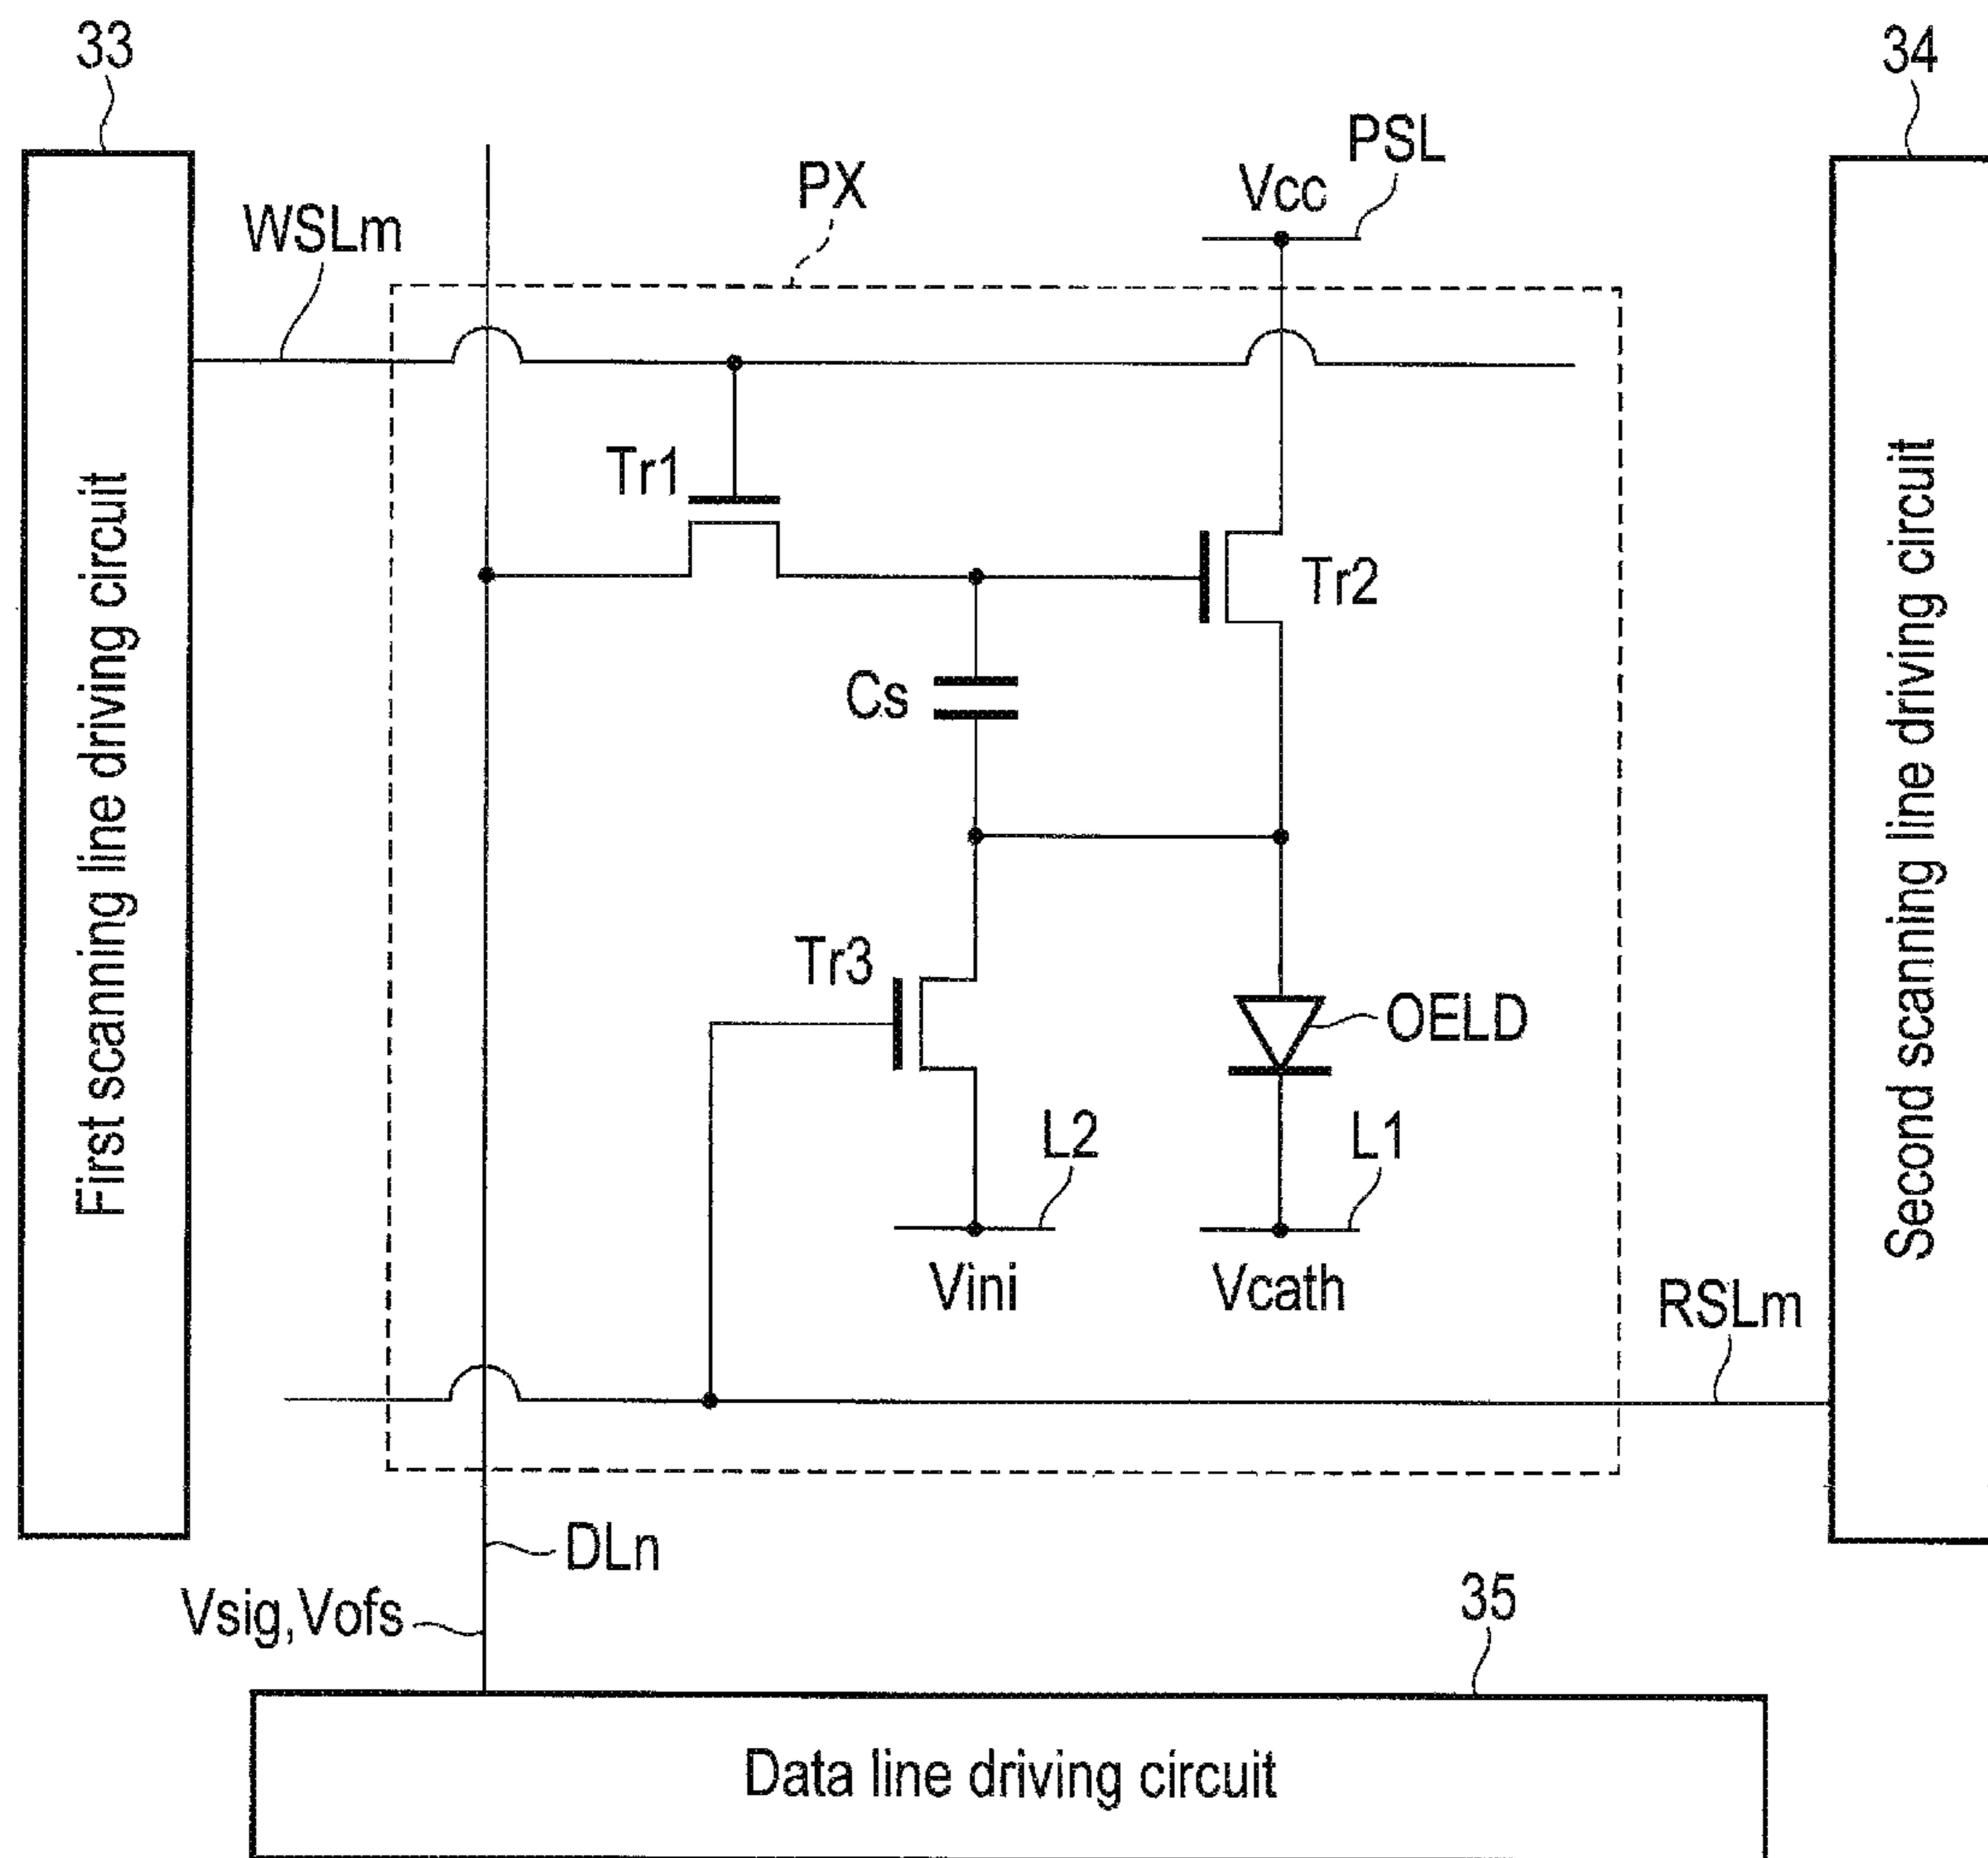 33
34
PSL
PX
Vcc
WSLm
Tr1
Tr2
First scanning line driving circuit
Second scanning line driving circuit
Cs
Tr3
OELD
L2
L1
Vini
Vcath
RSLm
DLn
Vsig,Vofs
35
Data line driving circuit